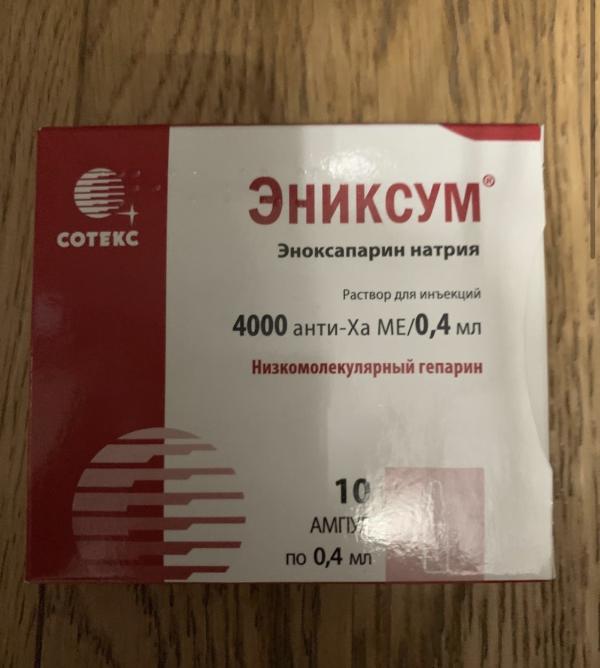 СОТЕКС
ЭНИКСУМ®
Эноксапарин натрия
Раствор для инъекций
4000 анти-Ха МЕ/0,4 мл
Низкомолекулярный гепарин
10
АМПУЛ
по 0,4 мл